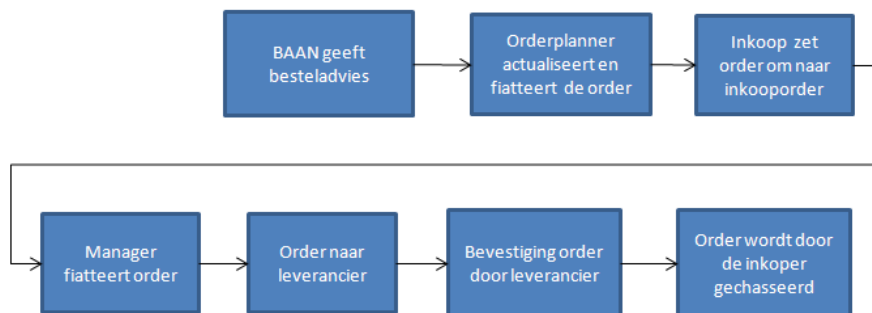 BAAN geeft
besteladvies
Orderplanner
actualiseert en
fiatteert de order
Inkoop zet
order om naar
inkooporder
Manager
fiatteert order
Order naar
leverancier
Bevestiging order
door leverancier
Order wordt door
de inkoper
gechasseerd